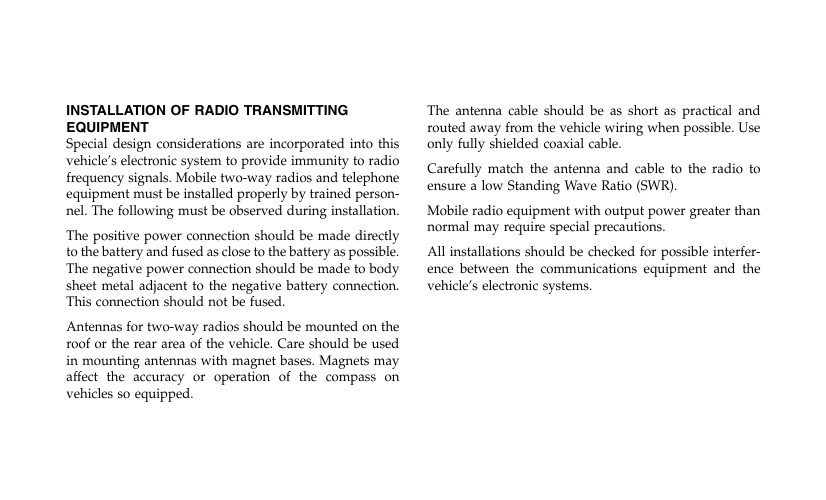 INSTALLATION OF RADIO TRANSMITTING
EQUIPMENT
Special design considerations are incorporated into this
vehicle's electronic system to provide immunity to radio
frequency signals. Mobile two-way radios and telephone
equipment must be installed properly by trained person-
nel. The following must be observed during installation.
The positive power connection should be made directly
to the battery and fused as close to the battery as possible.
The negative power connection should be made to body
sheet metal adjacent to the negative battery connection.
This connection should not be fused.
Antennas for two-way radios should be mounted on the
roof or the rear area of the vehicle. Care should be used
in mounting antennas with magnet bases. Magnets may
affect the accuracy or operation of the compass on
vehicles so equipped.
The antenna cable should be as short as practical and
routed away from the vehicle wiring when possible. Use
only fully shielded coaxial cable.
Carefully match the antenna and cable to the radio to
ensure a low Standing Wave Ratio (SWR).
Mobile radio equipment with output power greater than
normal may require special precautions.
All installations should be checked for possible interfer-
ence between the communications equipment and the
vehicle's electronic systems.